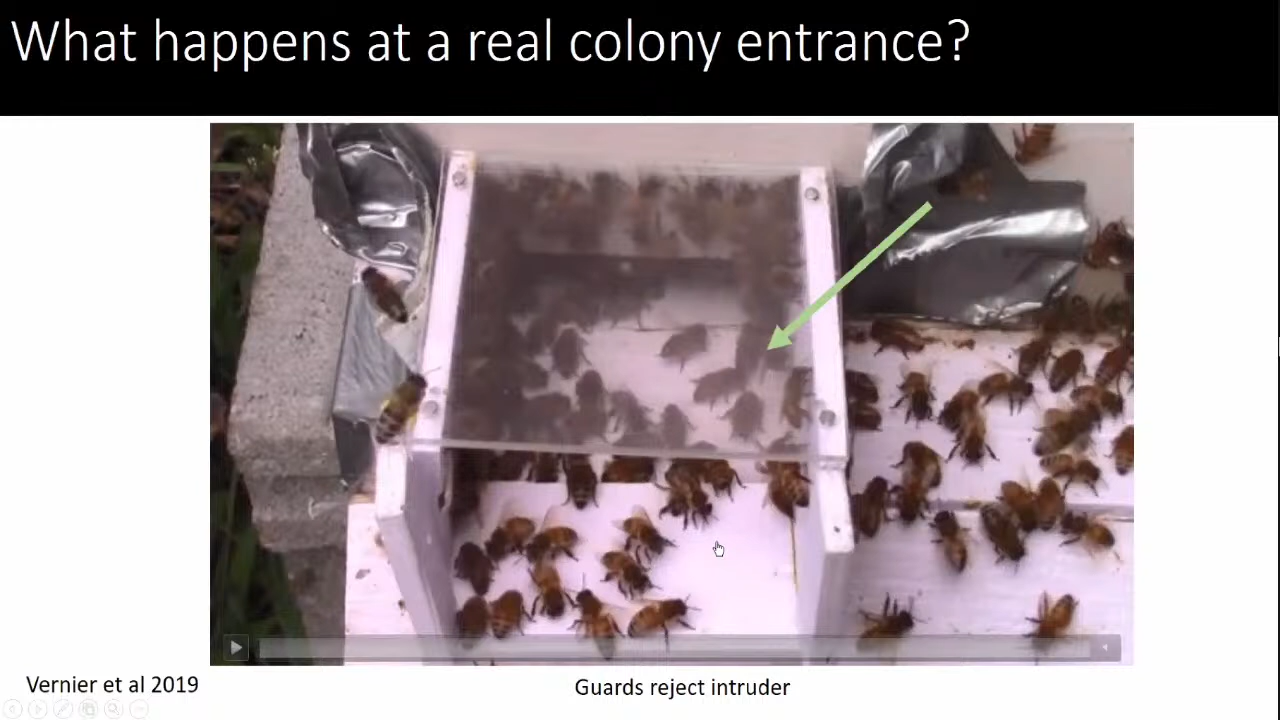 What happens at a real colony entrance?
Vernier et al 2019
Guards reject intruder